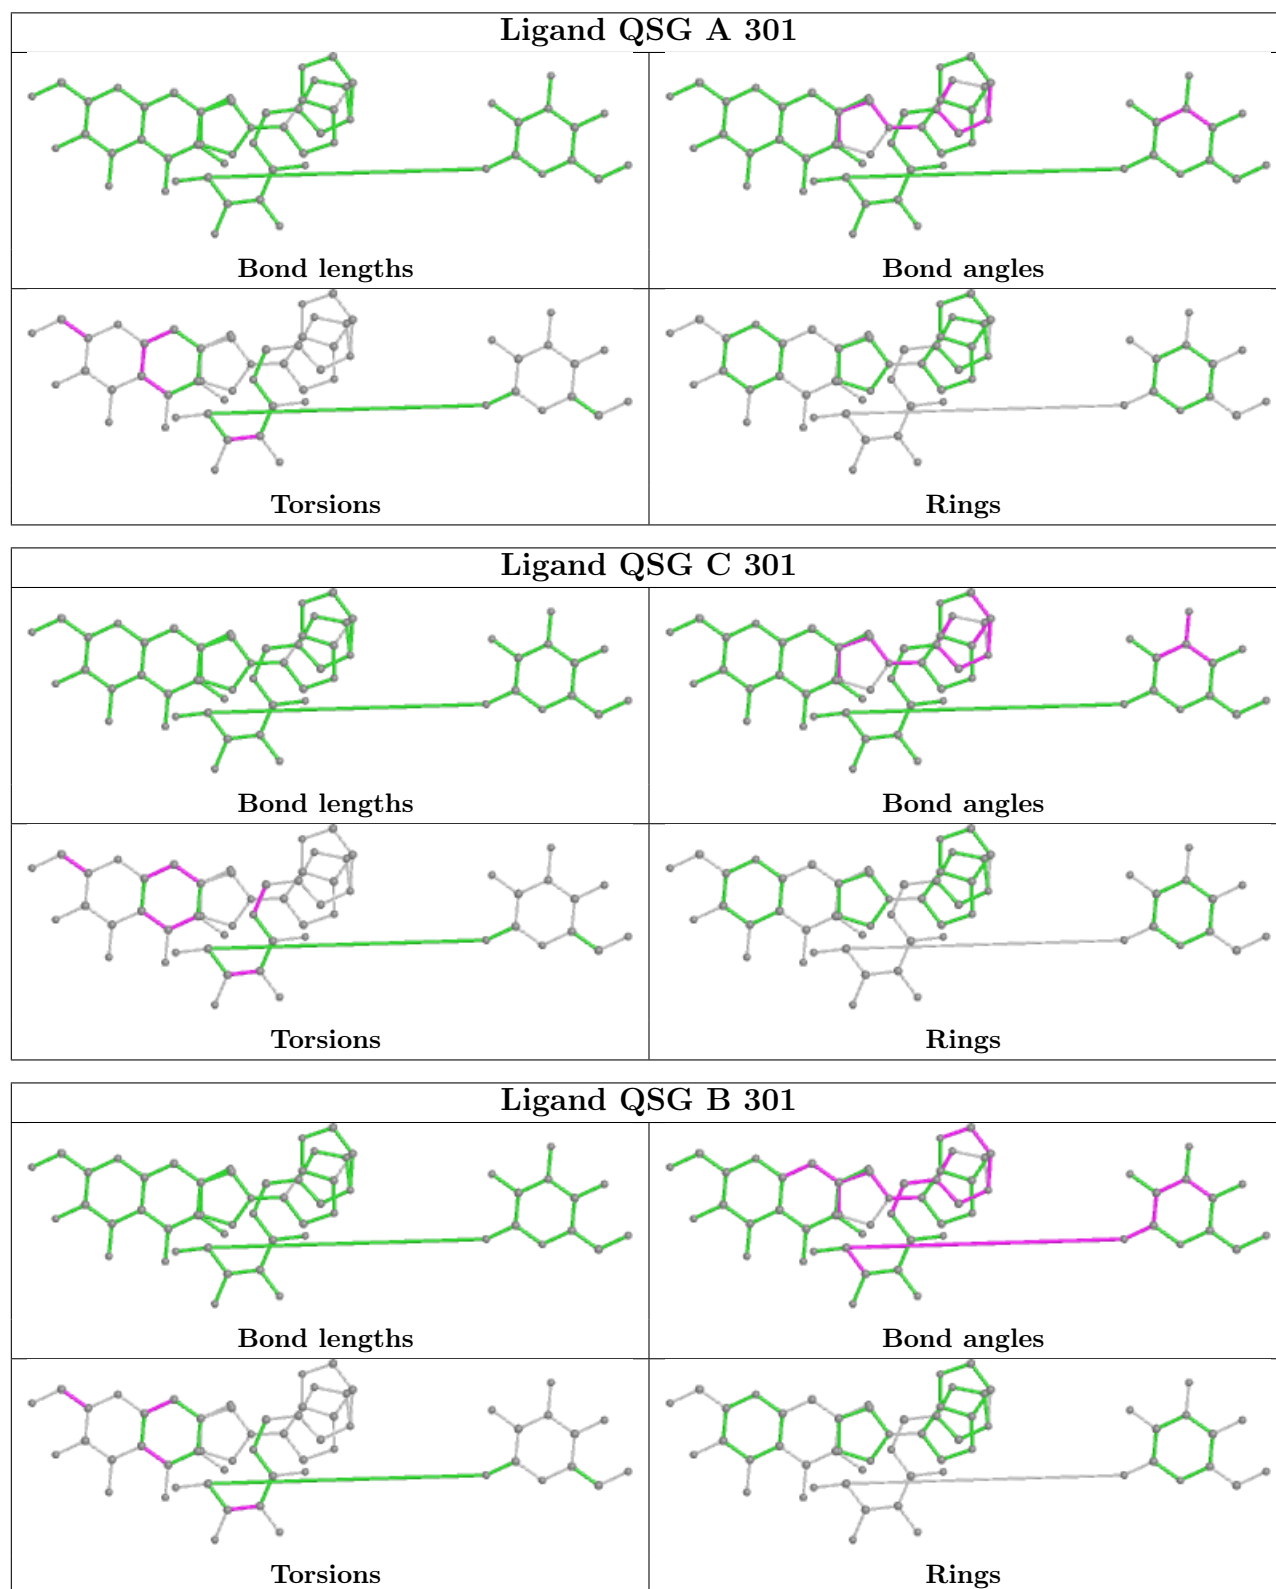 Ligand QSG A 301
Bond lengths
Bond angles
Torsions
Rings
Ligand QSG C 301
Bond lengths
Bond angles
Torsions
Rings
Ligand QSG B 301
Bond lengths
Bond angles
Torsions
Rings